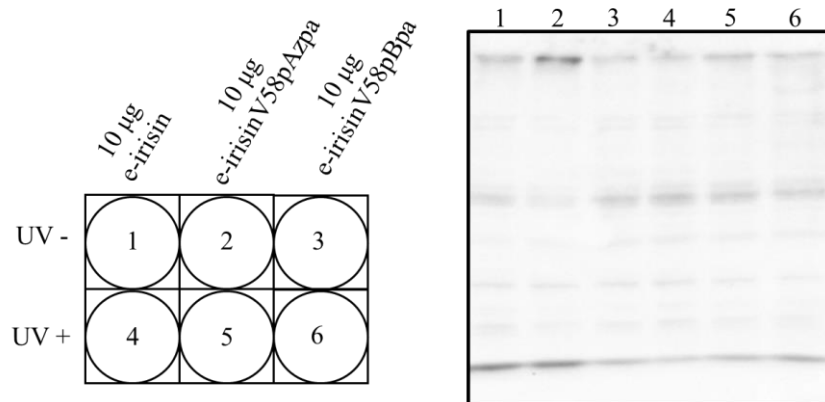 10 μg
e-irisin
10 μg
e-irisinV58pAzpa
10 μg
e-irisinV58pBpa
UV - 1 2 3
UV + 4 5 6
1 2 3 4 5 6